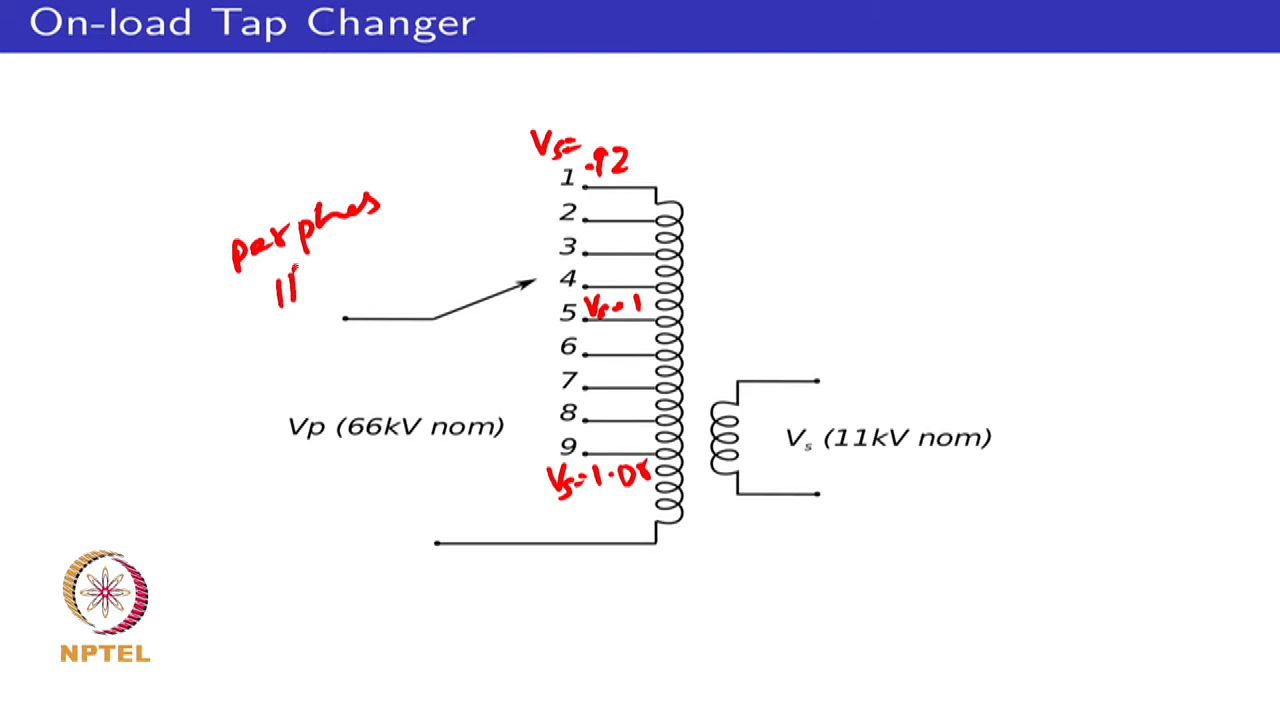 On-load Tap Changer
Vs=
.92
1
2
3
4
5 Vs=1
6
7
8
9
Vs=1.08
per phas
Vp (66kV nom)
Vs (11kV nom)
NPTEL